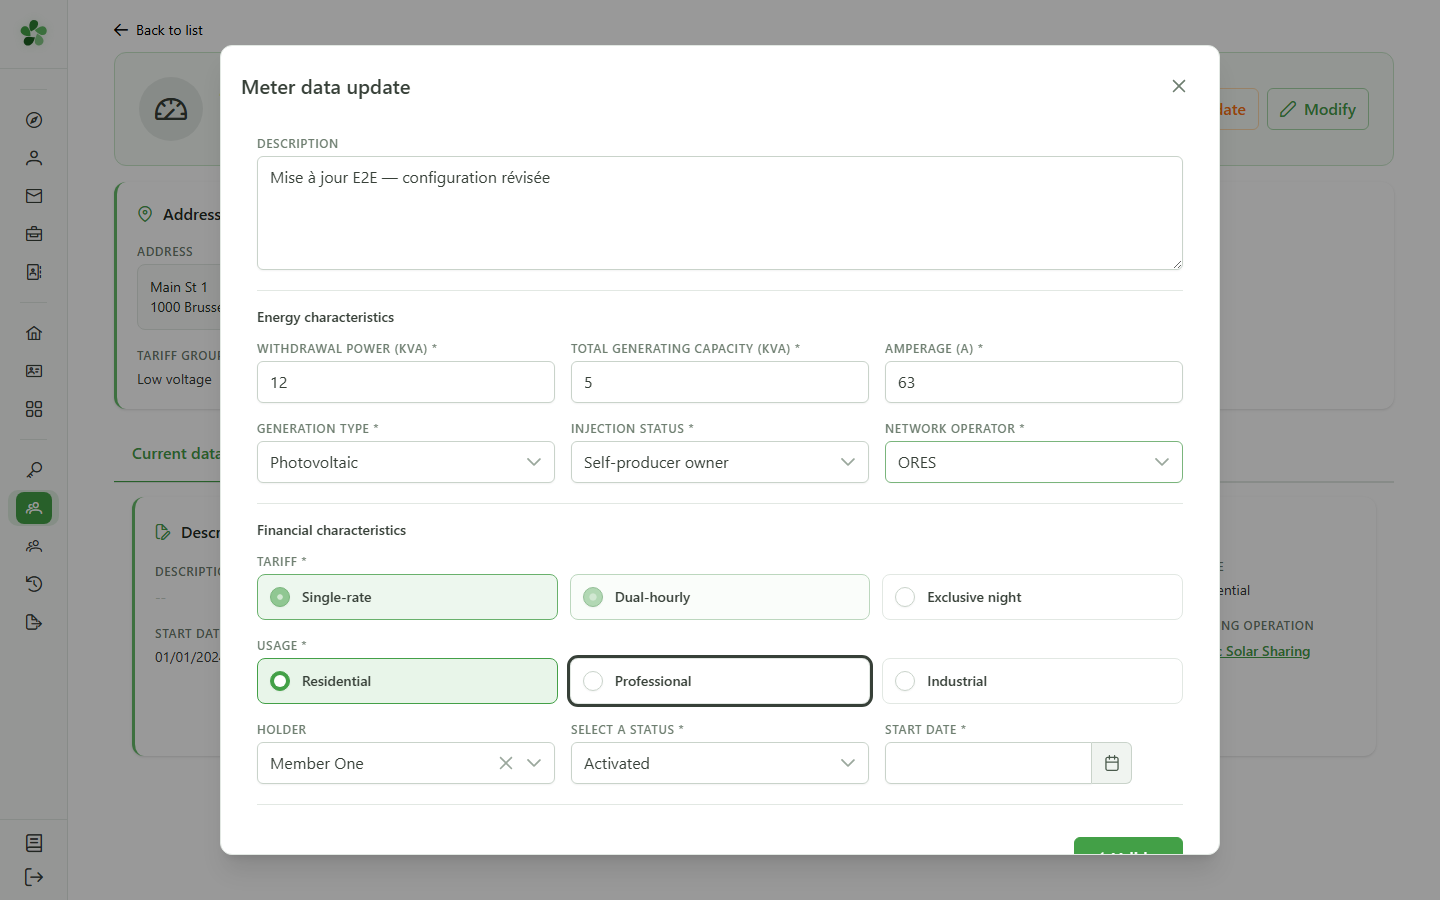 Back to list
Meter data update
late
Modify
DESCRIPTION
Mise à jour E2E — configuration révisée
Address
ADDRESS
Main St 1
1000 Brusse
TARIFF GROUP
Low voltage
Energy characteristics
WITHDRAWAL POWER (KVA) *
TOTAL GENERATING CAPACITY (KVA) *
AMPERAGE (A) *
12
5
63
GENERATION TYPE *
INJECTION STATUS *
NETWORK OPERATOR *
Photovoltaic
Self-producer owner
ORES
Current data
Financial characteristics
Descr
TARIFF *
Single-rate
Dual-hourly
Exclusive night
DESCRIPTIO
--
START DAT
01/01/202
E
ential
NG OPERATION
: Solar Sharing
USAGE *
Residential
Professional
Industrial
HOLDER
SELECT A STATUS *
START DATE *
Member One
Activated